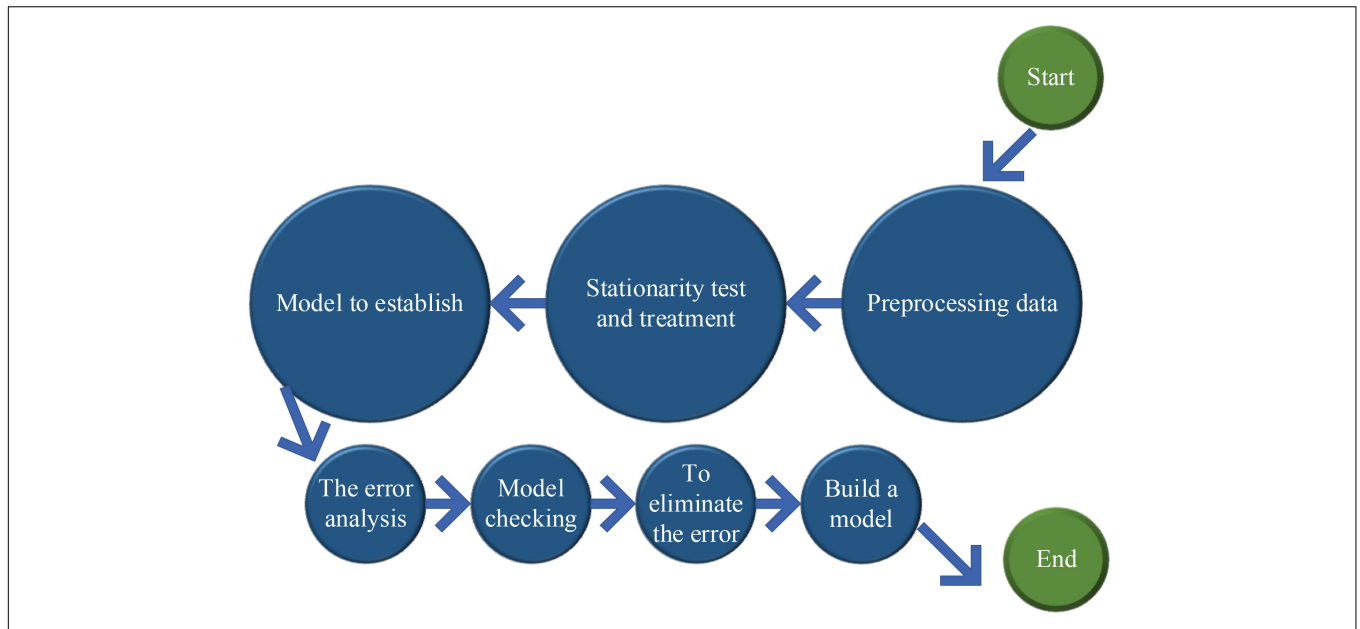 Start
Preprocessing data
Stationarity test
and treatment
Model to establish
The error
analysis
Model
checking
To
eliminate
the error
Build a
model
End